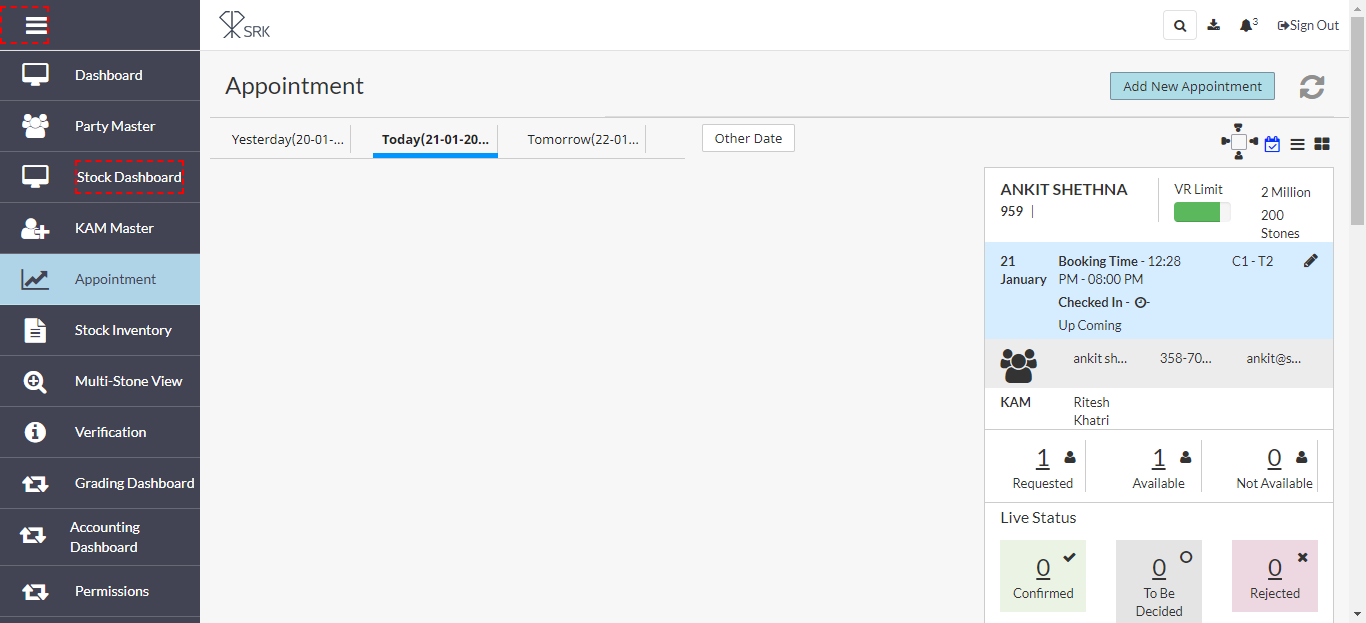 SRK
3
Sign Out
Dashboard
Party Master
Stock Dashboard
KAM Master
Appointment
Stock Inventory
Multi-Stone View
Verification
Grading Dashboard
Accounting
Dashboard
Permissions
Appointment
Add New Appointment
Yesterday(20-01-...
Today(21-01-20...
Tomorrow(22-01...
Other Date
ANKIT SHETHNA
959 |
VR Limit
2 Million
200
Stones
21
January
Booking Time - 12:28
PM - 08:00 PM
C1 - T2
Checked In -
Up Coming
ankit sh...
358-70...
ankit@s...
KAM
Ritesh
Khatri
1
Requested
1
Available
0
Not Available
Live Status
0
Confirmed
0
To Be
Decided
0
Rejected